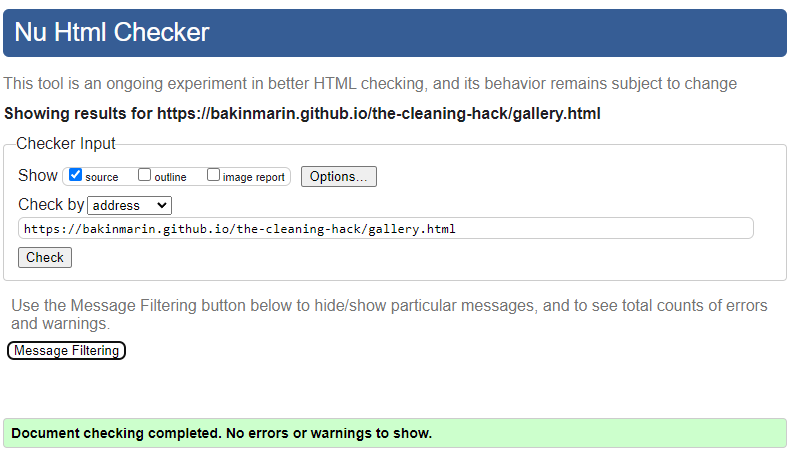 Nu Html Checker
This tool is an ongoing experiment in better HTML checking, and its behavior remains subject to change
Showing results for https://bakinmarin.github.io/the-cleaning-hack/gallery.html
Checker Input
Show source outline image report Options...
Check by address
https://bakinmarin.github.io/the-cleaning-hack/gallery.html
Check
Use the Message Filtering button below to hide/show particular messages, and to see total counts of errors
and warnings.
Message Filtering
Document checking completed. No errors or warnings to show.